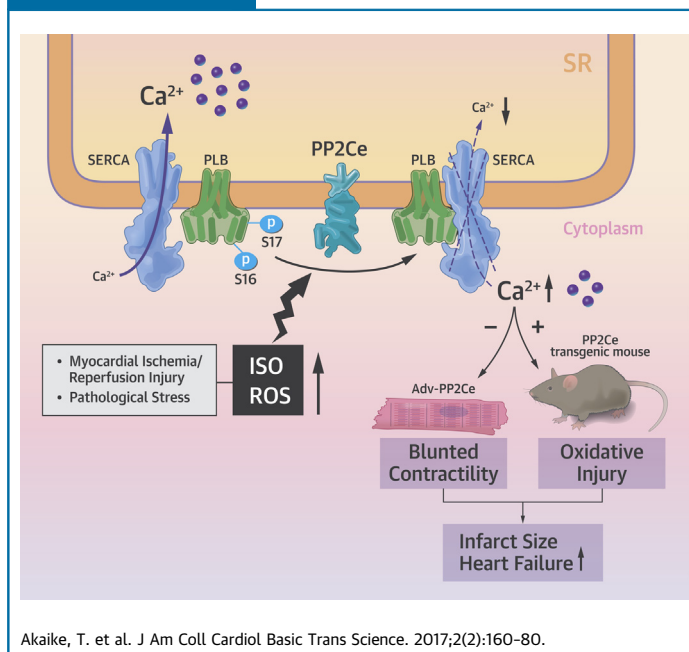 SR
Ca²⁺
Ca²⁺
SERCA
PLB
PP2Ce
PLB
SERCA
p
S17
p
S16
Cytoplasm
Ca²⁺
Ca²⁺
• Myocardial Ischemia/
Reperfusion Injury
• Pathological Stress
ISO
ROS
−
+
PP2Ce
transgenic mouse
Adv-PP2Ce
Blunted
Contractility
Oxidative
Injury
Infarct Size
Heart Failure
Akaike, T. et al. J Am Coll Cardiol Basic Trans Science. 2017;2(2):160-80.